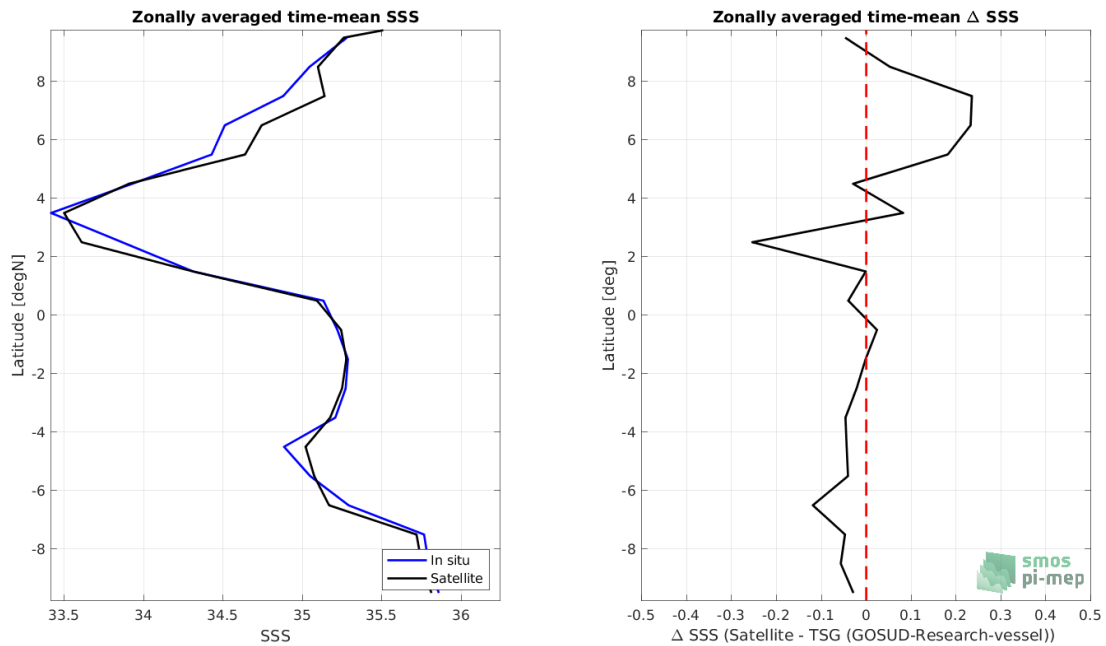 Zonally averaged time-mean SSS
8
6
4
2
0
-2
-4
-6
-8
Latitude [degN]
33.5 34 34.5 35 35.5 36
SSS
In situ
Satellite
Zonally averaged time-mean Δ SSS
8
6
4
2
0
-2
-4
-6
-8
Latitude [deg]
-0.5 -0.4 -0.3 -0.2 -0.1 0 0.1 0.2 0.3 0.4 0.5
Δ SSS (Satellite - TSG (GOSUD-Research-vessel))
smos
pi-mep